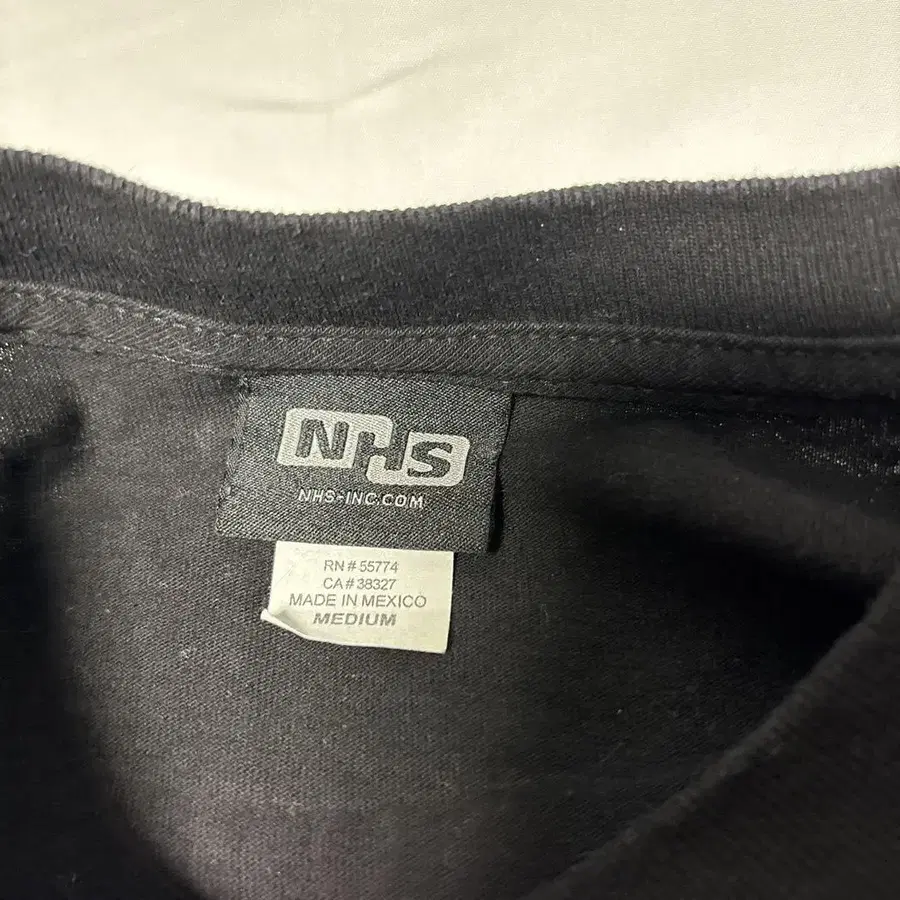 NHS
NHS-INC.COM
RN # 55774
CA # 38327
MADE IN MEXICO
MEDIUM